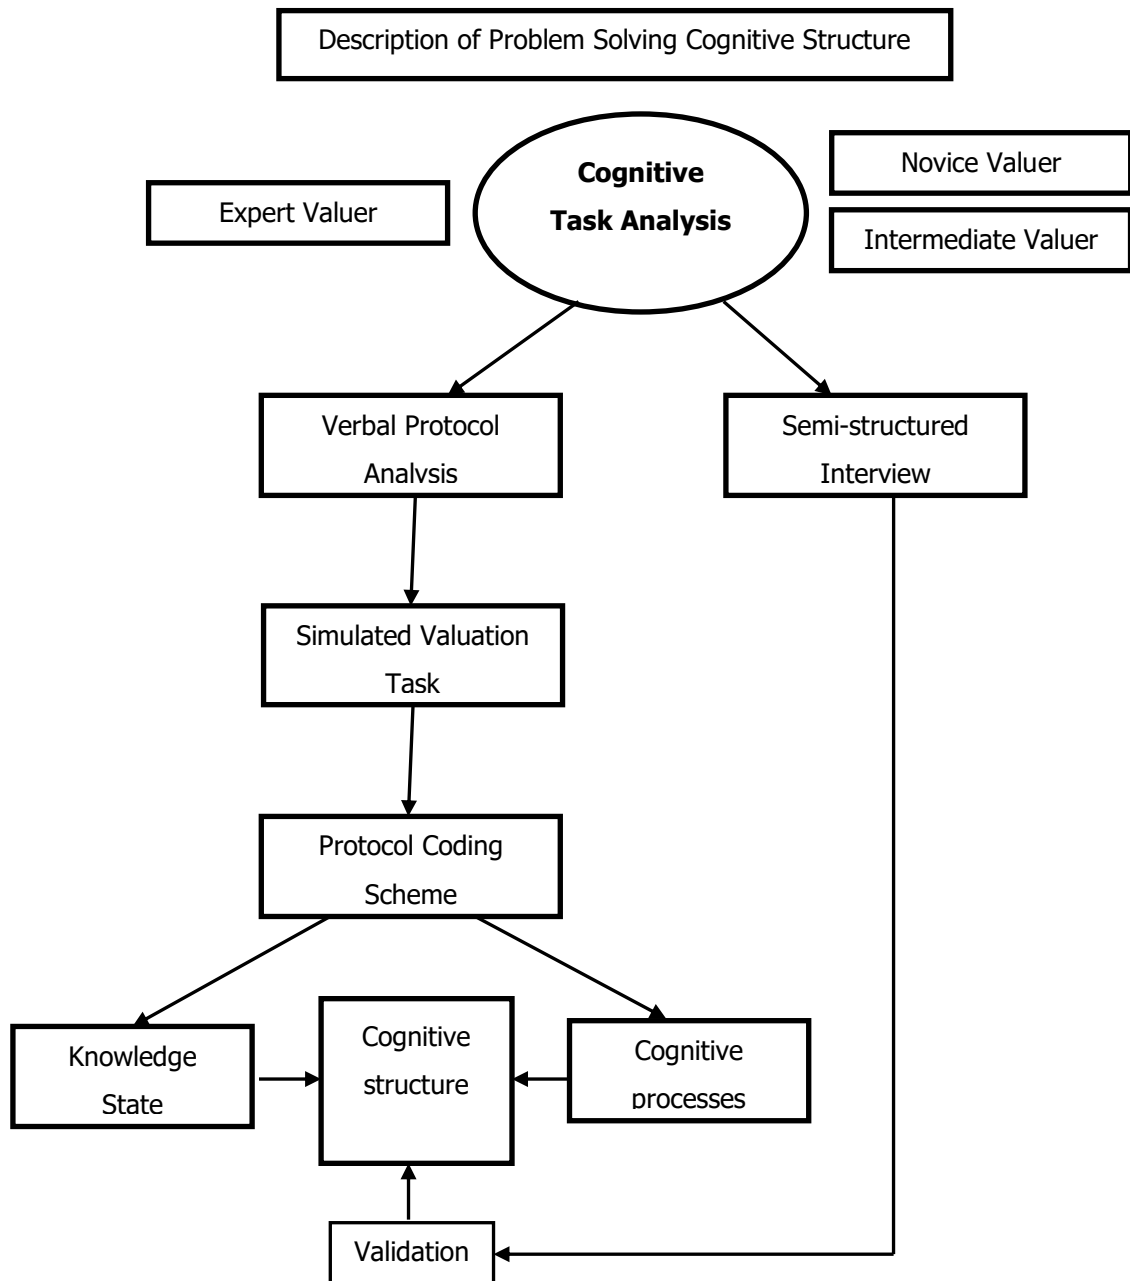 Description of Problem Solving Cognitive Structure
Cognitive
Task Analysis
Novice Valuer
Expert Valuer
Intermediate Valuer
Verbal Protocol
Analysis
Semi-structured
Interview
Simulated Valuation
Task
Protocol Coding
Scheme
Knowledge
State
Cognitive
structure
Cognitive
processes
Validation